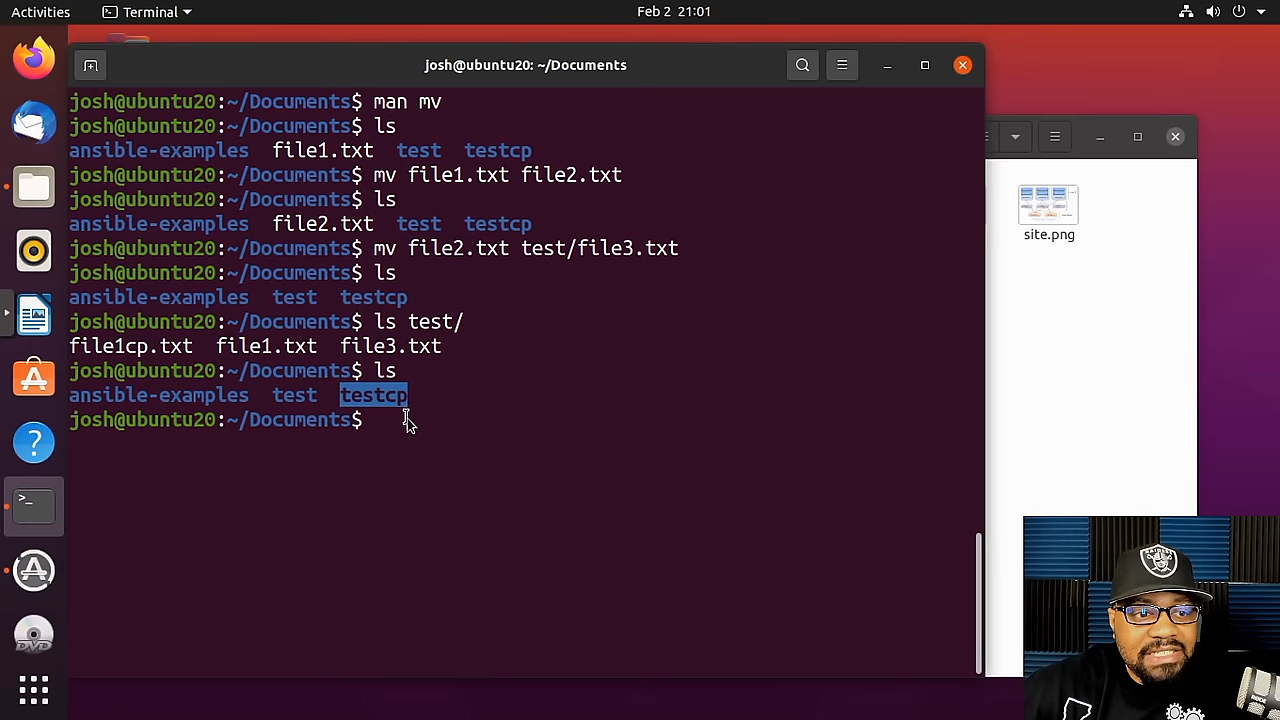 Activities
Terminal
Feb 2 21:01
josh@ubuntu20: ~/Documents
josh@ubuntu20:~/Documents$ man mv
josh@ubuntu20:~/Documents$ ls
ansible-examples file1.txt test testcp
josh@ubuntu20:~/Documents$ mv file1.txt file2.txt
josh@ubuntu20:~/Documents$ ls
ansible-examples file2.txt test testcp
josh@ubuntu20:~/Documents$ mv file2.txt test/file3.txt
josh@ubuntu20:~/Documents$ ls
ansible-examples test testcp
josh@ubuntu20:~/Documents$ ls test/
file1cp.txt file1.txt file3.txt
josh@ubuntu20:~/Documents$ ls
ansible-examples test testcp
josh@ubuntu20:~/Documents$
site.png
RAIDERS
RODE